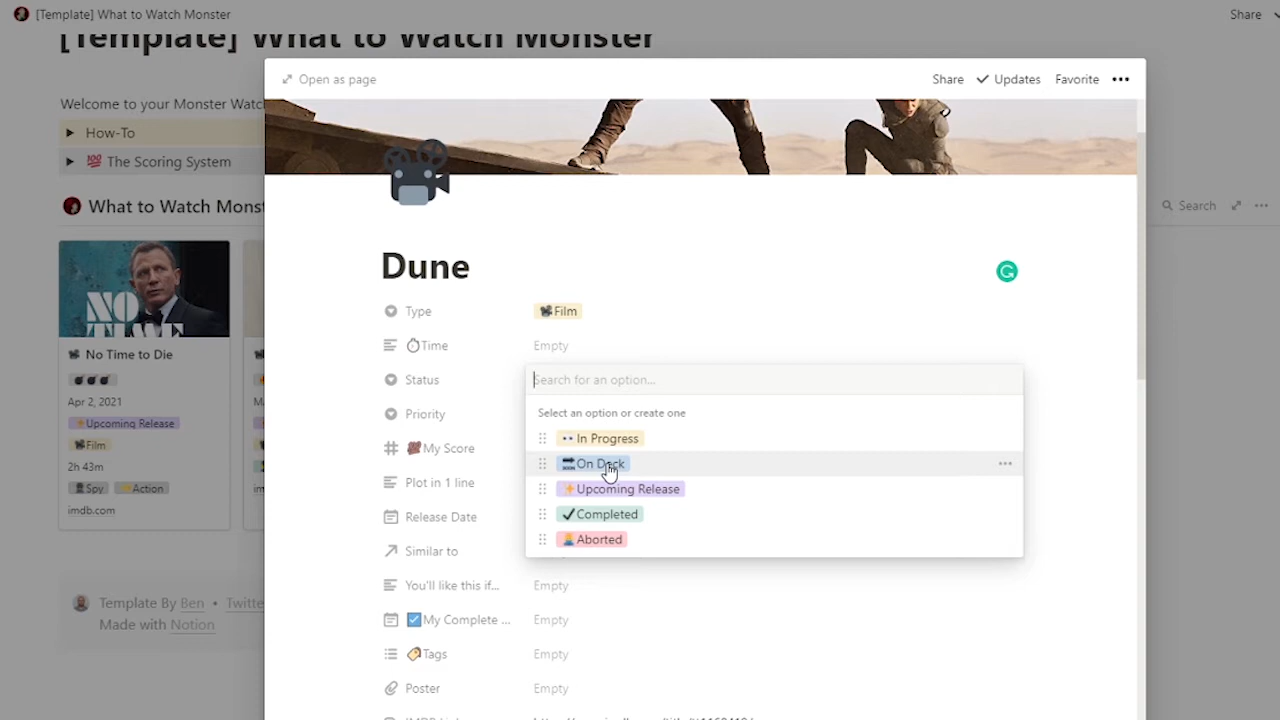 [Template] What to Watch Monster
Share
[Template] What to Watch Monster
Open as page
Share
Updates
Favorite
Welcome to your Monster Watc
How-To
💯 The Scoring System
What to Watch Monst
Search
NO
TIME
No Time to Die
Apr 2, 2021
Upcoming Release
Film
2h 43m
Spy
Action
imdb.com
Template By Ben • Twitte
Made with Notion
Dune
Type
Film
Time
Empty
Status
Search for an option...
Priority
Select an option or create one
In Progress
My Score
On Deck
Plot in 1 line
Upcoming Release
Release Date
Completed
Similar to
Aborted
You'll like this if...
Empty
My Complete ...
Empty
Tags
Empty
Poster
Empty